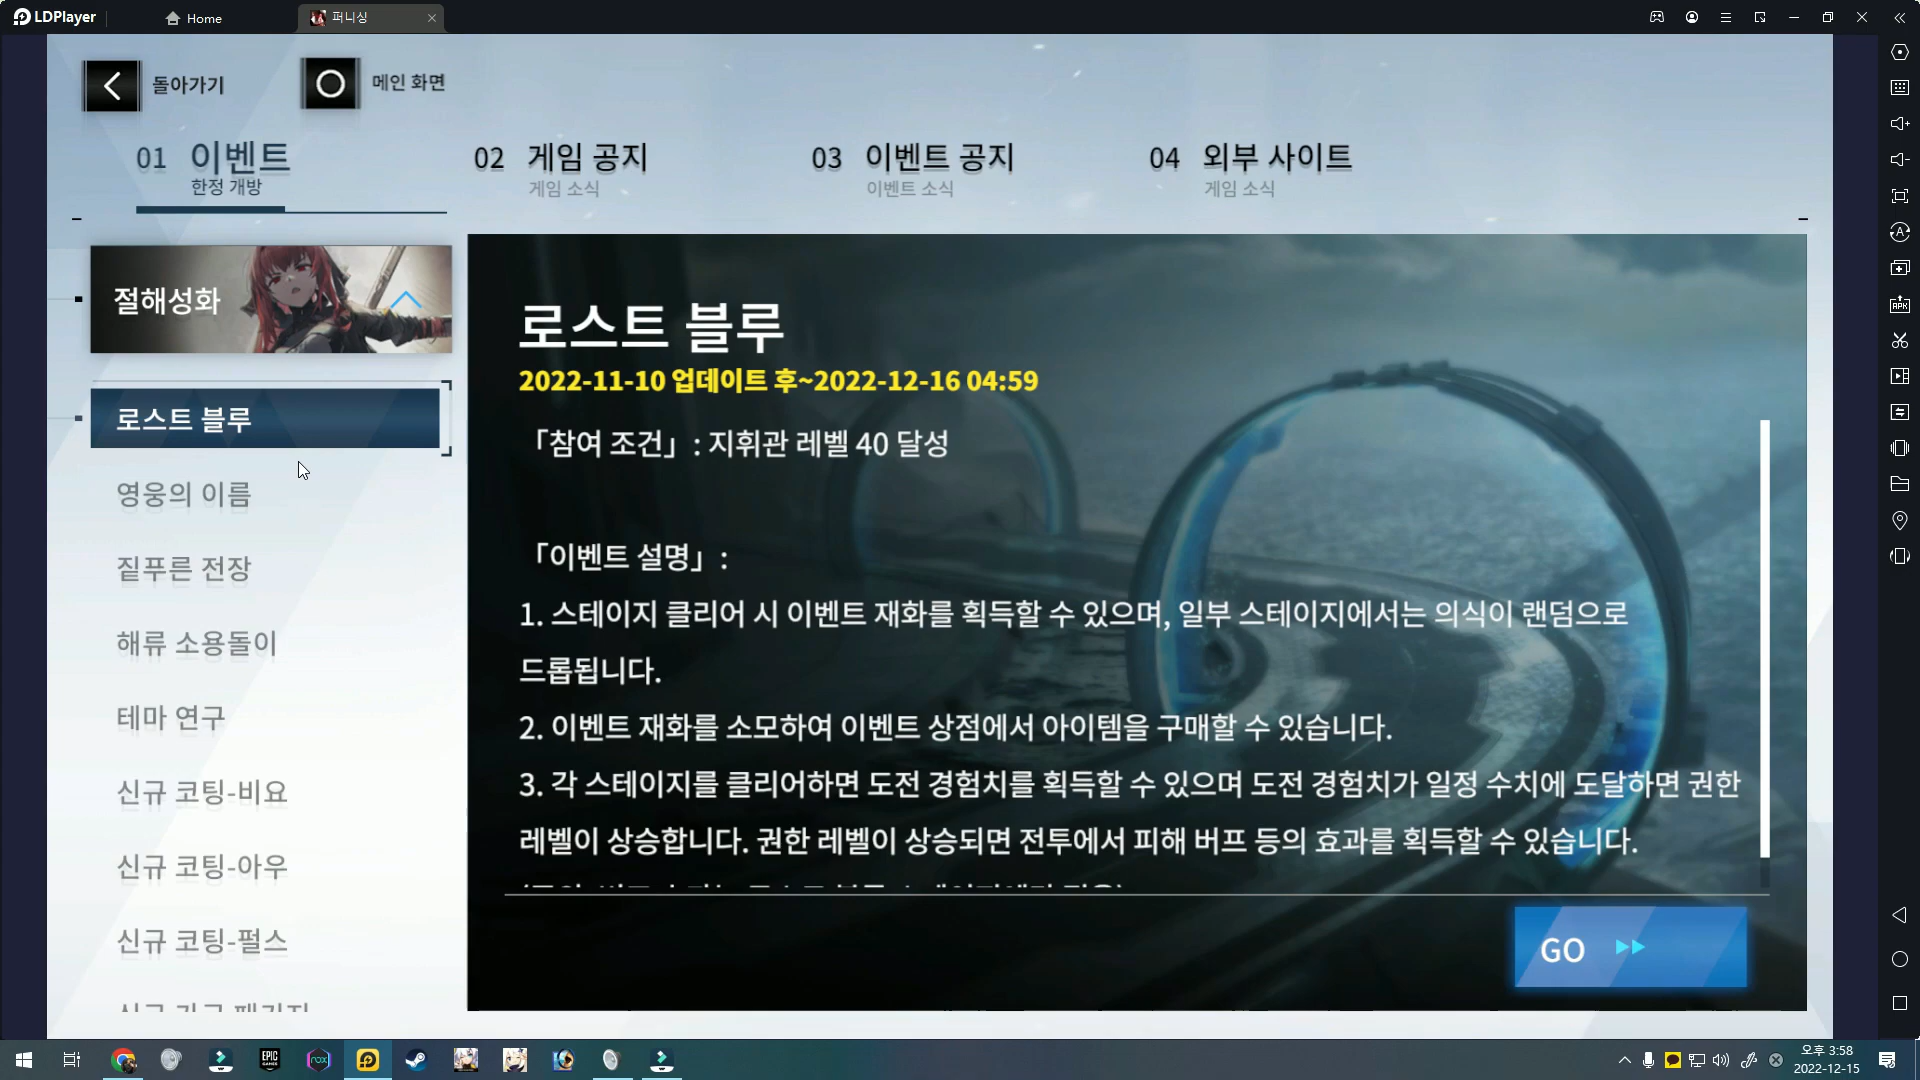 LDPlayer
Home
퍼니싱
돌아가기
메인 화면
01 이벤트
한정 개방
02 게임 공지
게임 소식
03 이벤트 공지
이벤트 소식
04 외부 사이트
게임 소식
절해성화
로스트 블루
영웅의 이름
짙푸른 전장
해류 소용돌이
테마 연구
신규 코팅-비요
신규 코팅-아우
신규 코팅-펄스
로스트 블루
2022-11-10 업데이트 후~2022-12-16 04:59
「참여 조건」: 지휘관 레벨 40 달성
「이벤트 설명」:
1. 스테이지 클리어 시 이벤트 재화를 획득할 수 있으며, 일부 스테이지에서는 의식이 랜덤으로
드롭됩니다.
2. 이벤트 재화를 소모하여 이벤트 상점에서 아이템을 구매할 수 있습니다.
3. 각 스테이지를 클리어하면 도전 경험치를 획득할 수 있으며 도전 경험치가 일정 수치에 도달하면 권한
레벨이 상승합니다. 권한 레벨이 상승되면 전투에서 피해 버프 등의 효과를 획득할 수 있습니다.
GO
APK
EPIC
GAMES
nox
오후 3:58
2022-12-15